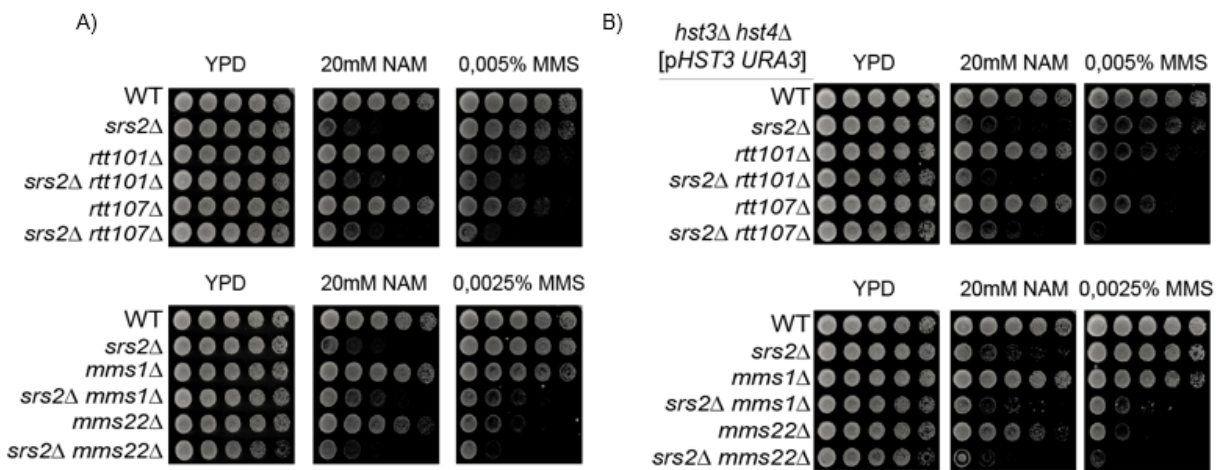 A)
YPD 20mM NAM 0,005% MMS
WT
srs2Δ
rtt101Δ
srs2Δ rtt101Δ
rtt107Δ
srs2Δ rtt107Δ
YPD 20mM NAM 0,0025% MMS
WT
srs2Δ
mms1Δ
srs2Δ mms1Δ
mms22Δ
srs2Δ mms22Δ
B)
hst3Δ hst4Δ
[pHST3 URA3]
YPD 20mM NAM 0,005% MMS
WT
srs2Δ
rtt101Δ
srs2Δ rtt101Δ
rtt107Δ
srs2Δ rtt107Δ
YPD 20mM NAM 0,0025% MMS
WT
srs2Δ
mms1Δ
srs2Δ mms1Δ
mms22Δ
srs2Δ mms22Δ